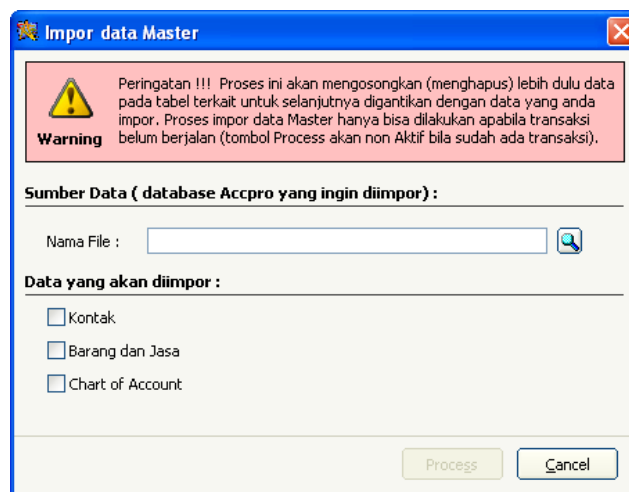 Impor data Master
Peringatan !!! Proses ini akan mengosongkan (menghapus) lebih dulu data
pada tabel terkait untuk selanjutnya digantikan dengan data yang anda
impor. Proses impor data Master hanya bisa dilakukan apabila transaksi
belum berjalan (tombol Process akan non Aktif bila sudah ada transaksi).
Warning
Sumber Data ( database Accpro yang ingin diimpor) :
Nama File :
Data yang akan diimpor :
Kontak
Barang dan Jasa
Chart of Account
Process
Cancel